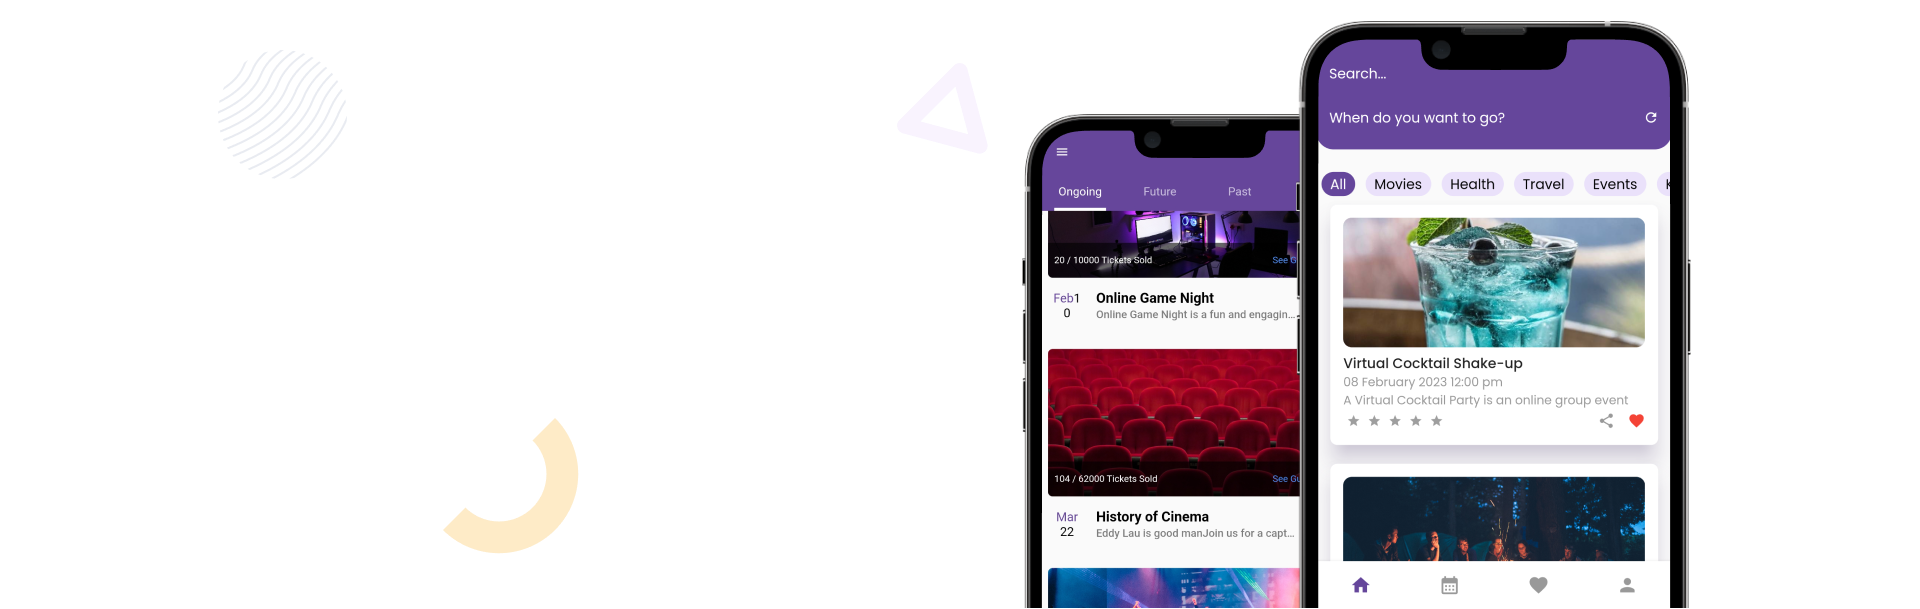 Ongoing Future Past
20 / 10000 Tickets Sold See G
Feb1
0
Online Game Night
Online Game Night is a fun and engagin...
104 / 62000 Tickets Sold See Gu
Mar
22
History of Cinema
Eddy Lau is good manJoin us for a capt...
Search...
When do you want to go?
All Movies Health Travel Events K
Virtual Cocktail Shake-up
08 February 2023 12:00 pm
A Virtual Cocktail Party is an online group event